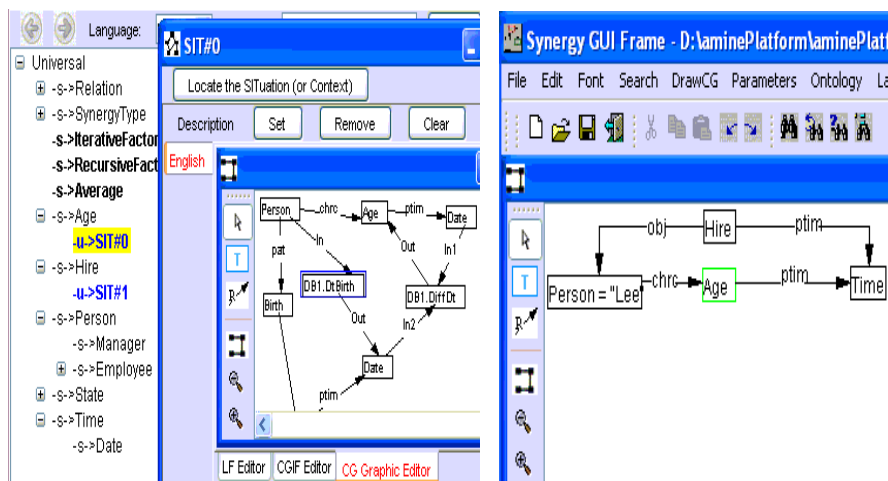 Language:
Universal
-s->Relation
-s->SynergyType
-s->IterativeFactor
-s->RecursiveFact
-s->Average
-s->Age
-u->SIT#0
-s->Hire
-u->SIT#1
-s->Person
-s->Manager
-s->Employee
-s->State
-s->Time
-s->Date
SIT#0
Locate the SITuation (or Context)
Description Set Remove Clear
English
T
R
Person chrc Age ptim Date
pat In Out In1
DB1.DtBirth DB1.DiffDt
Birth
Out In2
Date
ptim
LF Editor CGIF Editor CG Graphic Editor
Synergy GUI Frame - D:\aminePlatform\aminePlatf
File Edit Font Search DrawCG Parameters Ontology La
T
R
obj Hire ptim
Person = "Lee chrc Age ptim Time